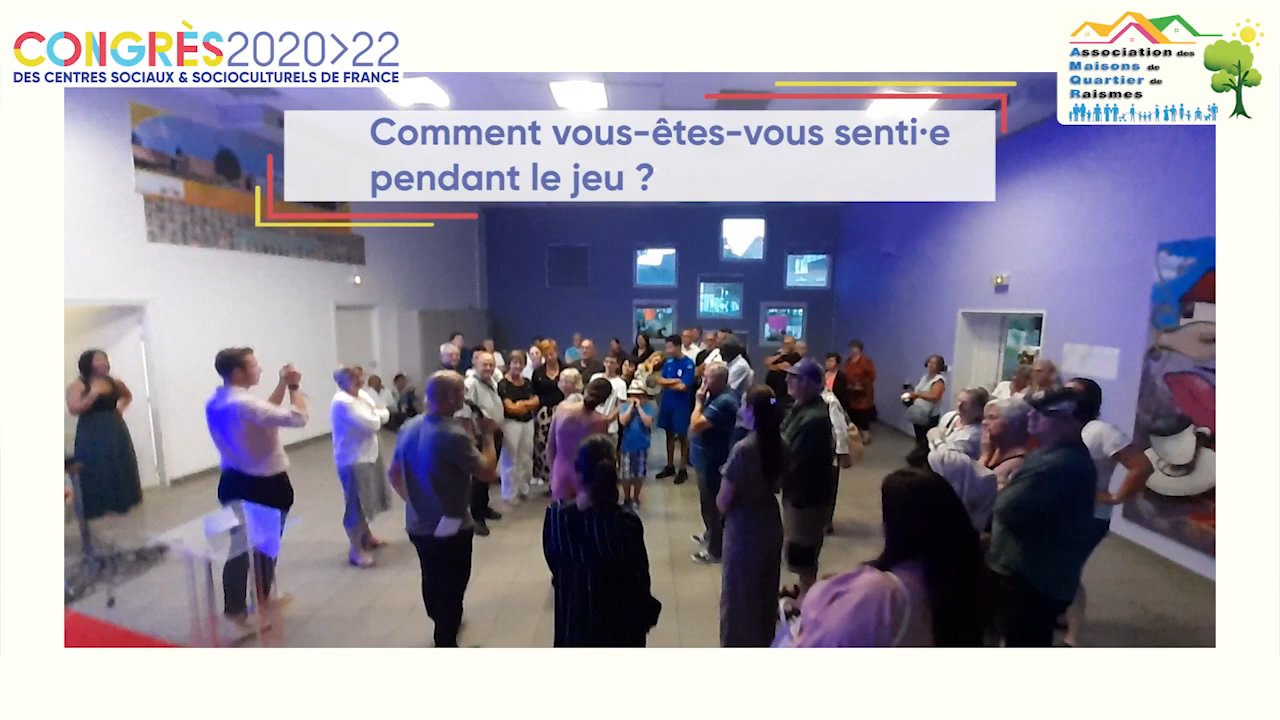 CONGRÈS2020>22
DES CENTRES SOCIAUX & SOCIOCULTURELS DE FRANCE
Association des
Maisons de
Quartier de
Raismes
Comment vous-êtes-vous senti·e
pendant le jeu ?